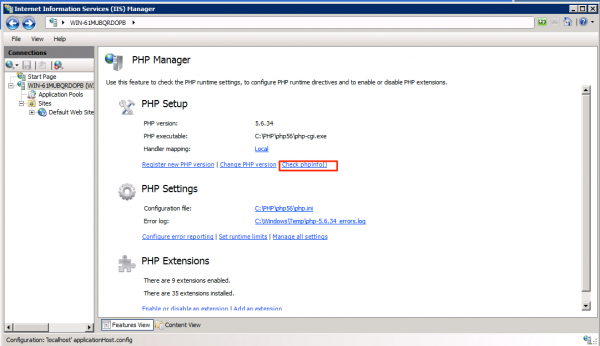 Internet Information Services (IIS) Manager
WIN-61MUBQRDOPB
File View Help
Connections
Start Page
WIN-61MUBQRDOPB (W
Application Pools
Sites
Default Web Site
PHP Manager
Use this feature to check the PHP runtime settings, to configure PHP runtime directives and to enable or disable PHP extensions.
PHP Setup
PHP version: 5.6.34
PHP executable: C:\PHP\php56\php-cgi.exe
Handler mapping: Local
Register new PHP version | Change PHP version | Check phpinfo()
PHP Settings
Configuration file: C:\PHP\php56\php.ini
Error log: C:\Windows\Temp\php-5.6.34_errors.log
Configure error reporting | Set runtime limits | Manage all settings
PHP Extensions
There are 9 extensions enabled.
There are 35 extensions installed.
Enable or disable an extension | Add an extension
Features View Content View
Configuration: 'localhost' applicationHost.config